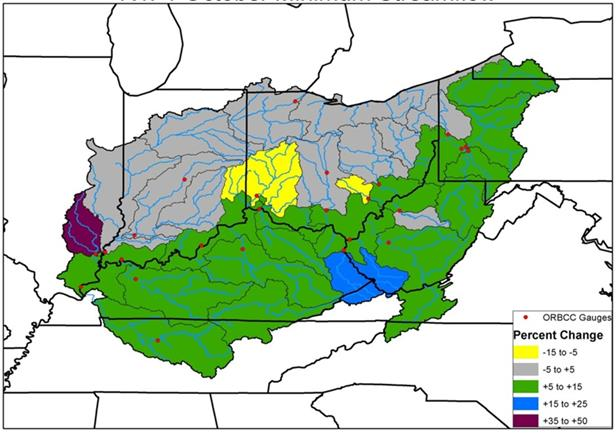 October Minimum Streamflow
ORBCC Gauges
Percent Change
-15 to -5
-5 to +5
+5 to +15
+15 to +25
+35 to +50